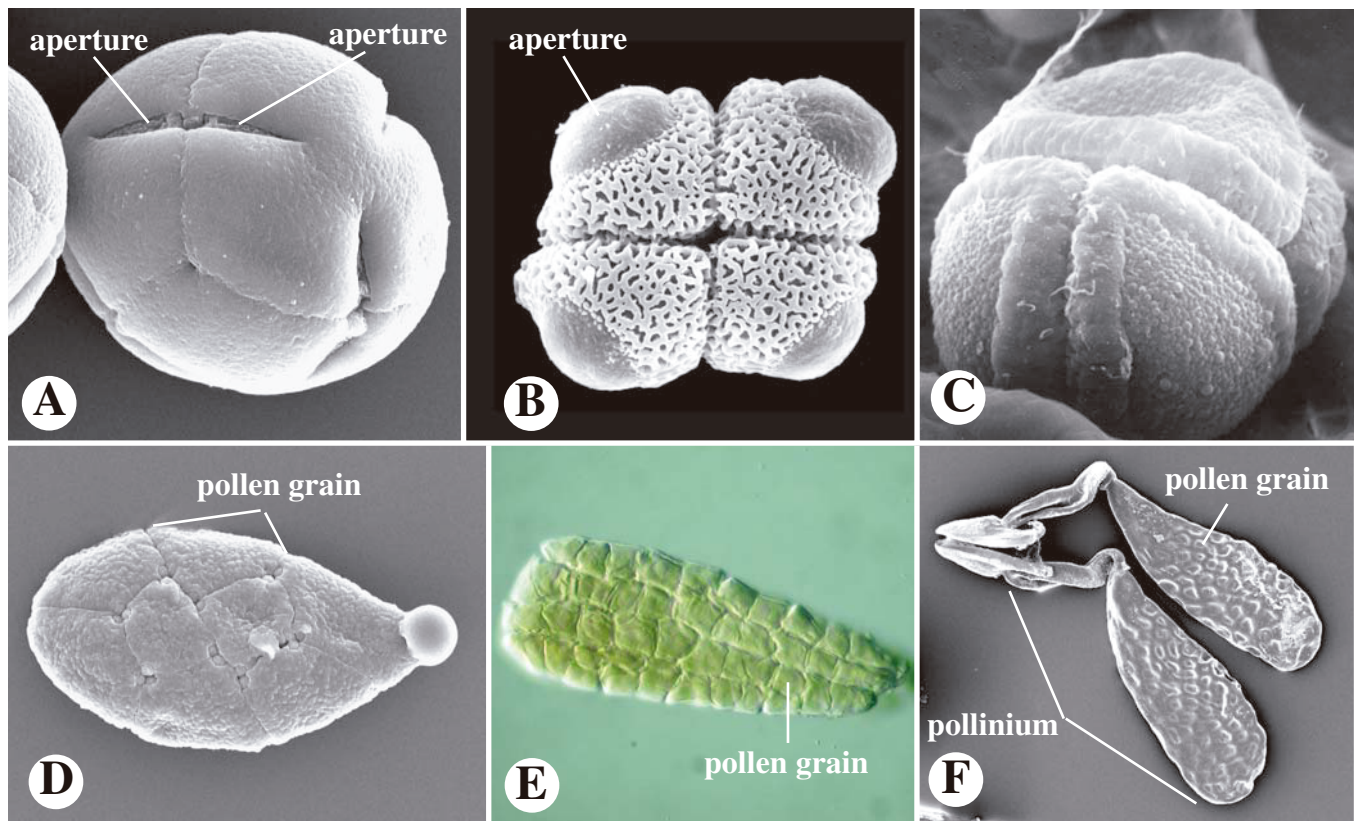 aperture
aperture
A
aperture
B
C
pollen grain
D
pollen grain
E
pollen grain
pollinium
F